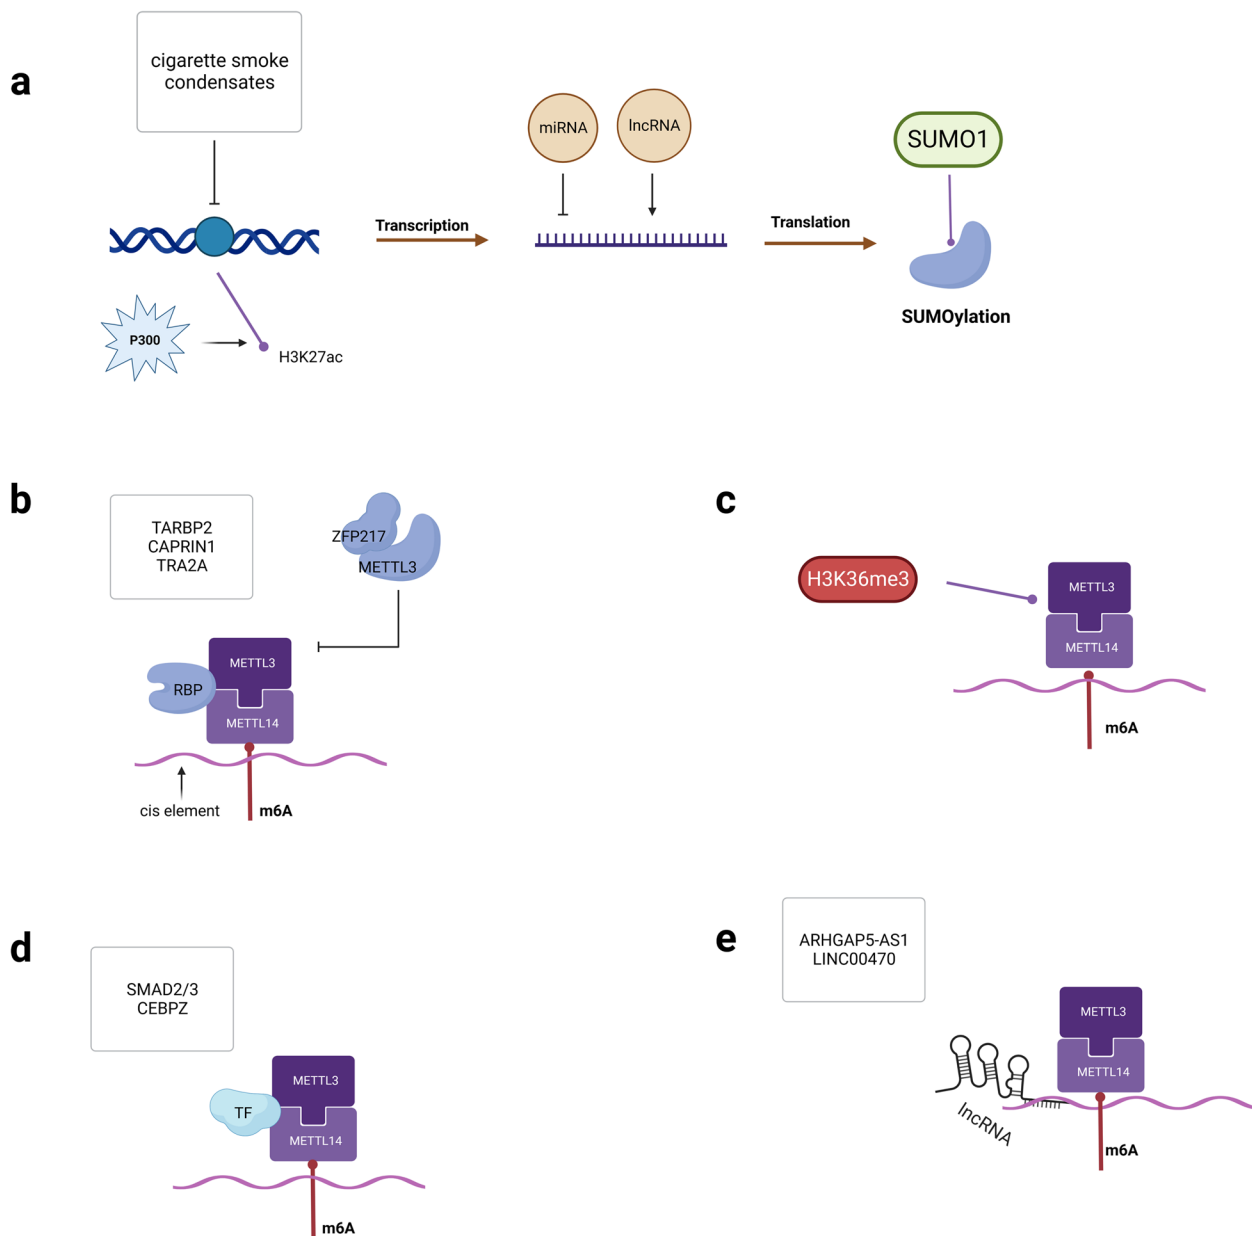 a
cigarette smoke
condensates
miRNA
lncRNA
SUMO1
Transcription
Translation
SUMOylation
P300
H3K27ac
b
TARBP2
CAPRIN1
TRA2A
ZFP217
METTL3
METTL3
RBP
METTL14
cis element
m6A
c
H3K36me3
METTL3
METTL14
m6A
d
SMAD2/3
CEBPZ
METTL3
TF
METTL14
m6A
e
ARHGAP5-AS1
LINC00470
METTL3
METTL14
lncRNA
m6A